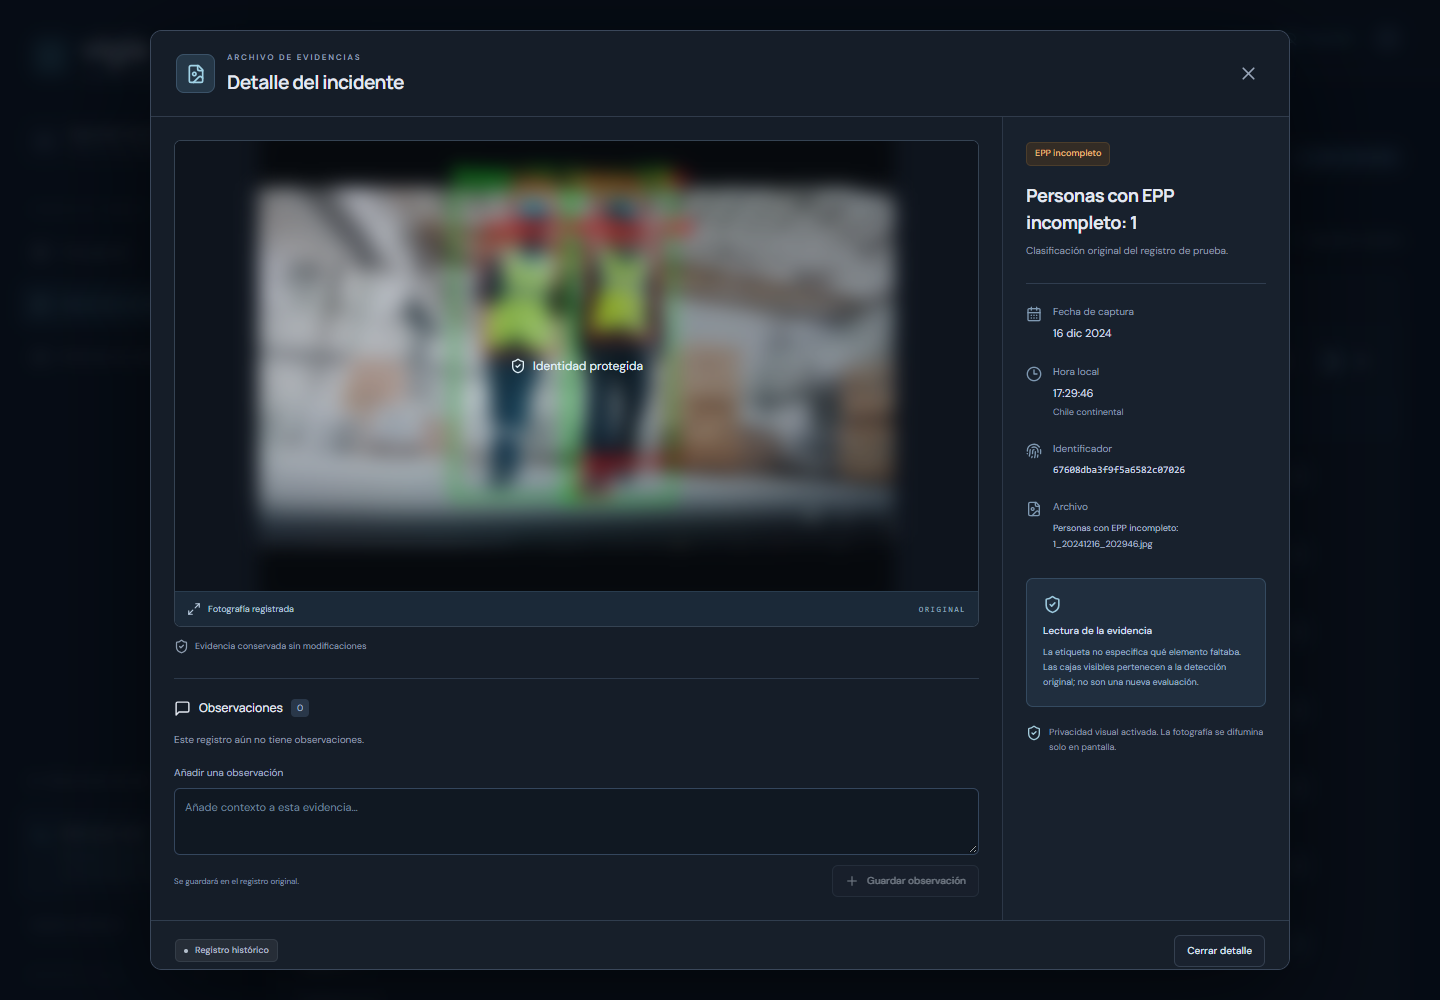 ARCHIVO DE EVIDENCIAS
Detalle del incidente
Identidad protegida
Fotografía registrada
ORIGINAL
Evidencia conservada sin modificaciones
Observaciones 0
Este registro aún no tiene observaciones.
Añadir una observación
Añade contexto a esta evidencia...
Se guardará en el registro original.
Guardar observación
EPP incompleto
Personas con EPP
incompleto: 1
Clasificación original del registro de prueba.
Fecha de captura
16 dic 2024
Hora local
17:29:46
Chile continental
Identificador
67608dba3f9f5a6582c07026
Archivo
Personas con EPP incompleto:
1_20241216_202946.jpg
Lectura de la evidencia
La etiqueta no especifica qué elemento faltaba.
Las cajas visibles pertenecen a la detección
original; no son una nueva evaluación.
Privacidad visual activada. La fotografía se difumina
solo en pantalla.
Registro histórico
Cerrar detalle